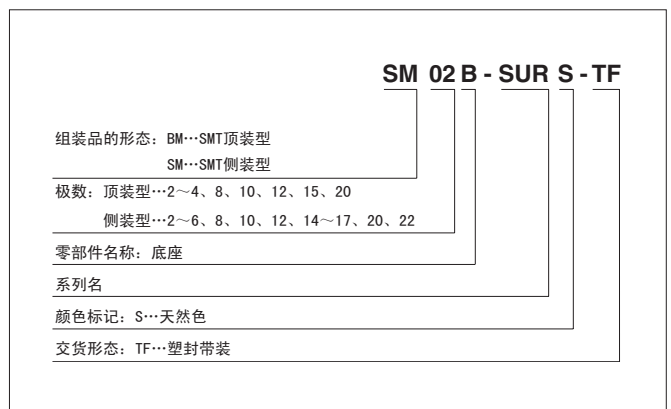 SM 02 B - SUR S - TF
组装品的形态：BM…SMT顶装型
SM…SMT侧装型
极数：顶装型…2～4、8、10、12、15、20
侧装型…2～6、8、10、12、14～17、20、22
零部件名称：底座
系列名
颜色标记：S…天然色
交货形态：TF…塑封带装